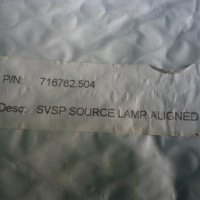 P/N: 716762.504
Desc: SVSP SOURCE LAMP, ALIGNED